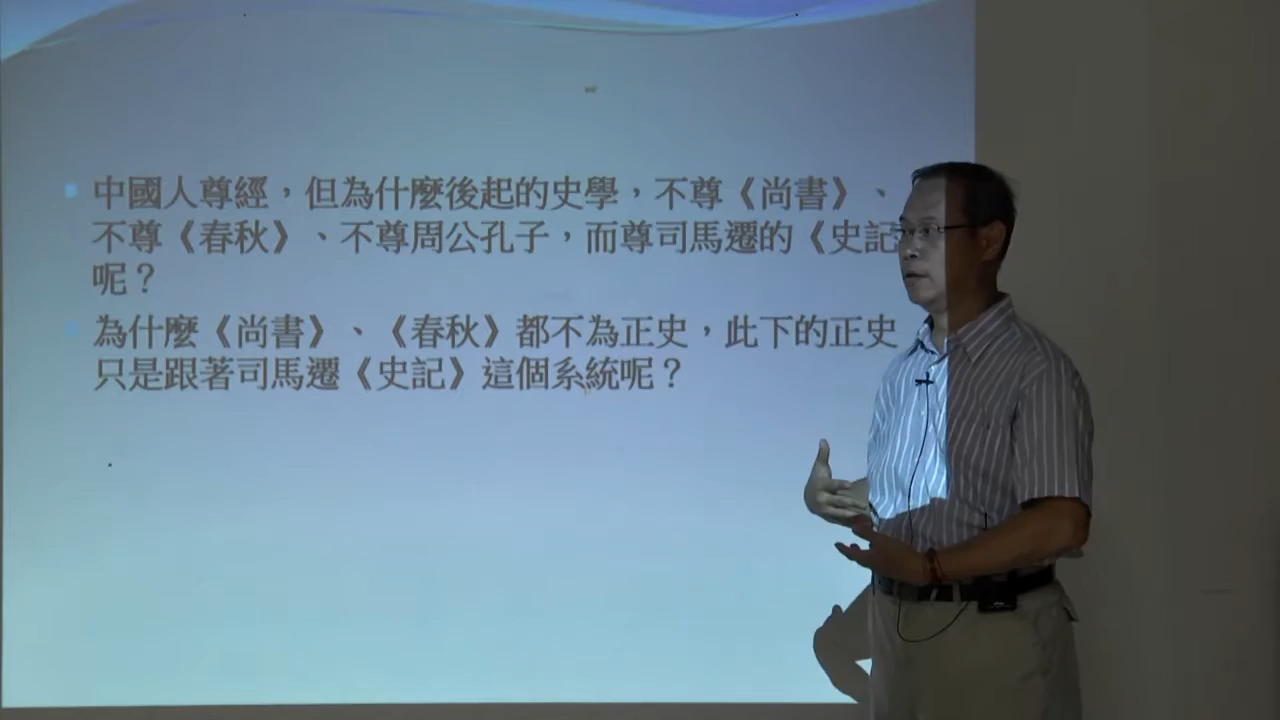 中國人尊經，但為什麼後起的史學，不尊《尚書》、
不尊《春秋》、不尊周公孔子，而尊司馬遷的《史記
呢？
為什麼《尚書》、《春秋》都不為正史，此下的正史
只是跟著司馬遷《史記》這個系統呢？